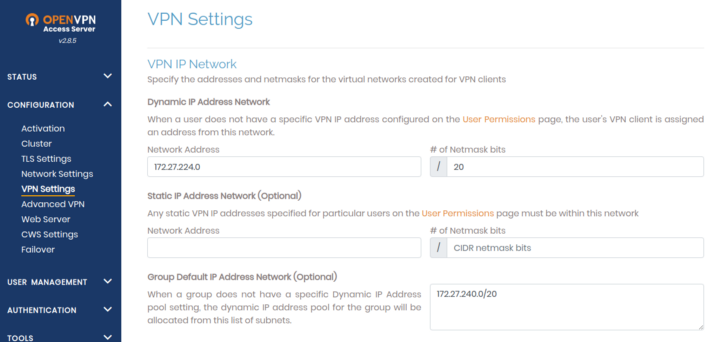 OPENVPN
Access Server
v2.8.5
STATUS
CONFIGURATION
Activation
Cluster
TLS Settings
Network Settings
VPN Settings
Advanced VPN
Web Server
CWS Settings
Failover
USER MANAGEMENT
AUTHENTICATION
TOOLS
VPN Settings
VPN IP Network
Specify the addresses and netmasks for the virtual networks created for VPN clients
Dynamic IP Address Network
When a user does not have a specific VPN IP address configured on the User Permissions page, the user's VPN client is assigned
an address from this network.
Network Address
# of Netmask bits
172.27.224.0
/ 20
Static IP Address Network (Optional)
Any static VPN IP addresses specified for particular users on the User Permissions page must be within this network
Network Address
# of Netmask bits
/ CIDR netmask bits
Group Default IP Address Network (Optional)
When a group does not have a specific Dynamic IP Address
pool setting, the dynamic IP address pool for the group will be
allocated from this list of subnets.
172.27.240.0/20